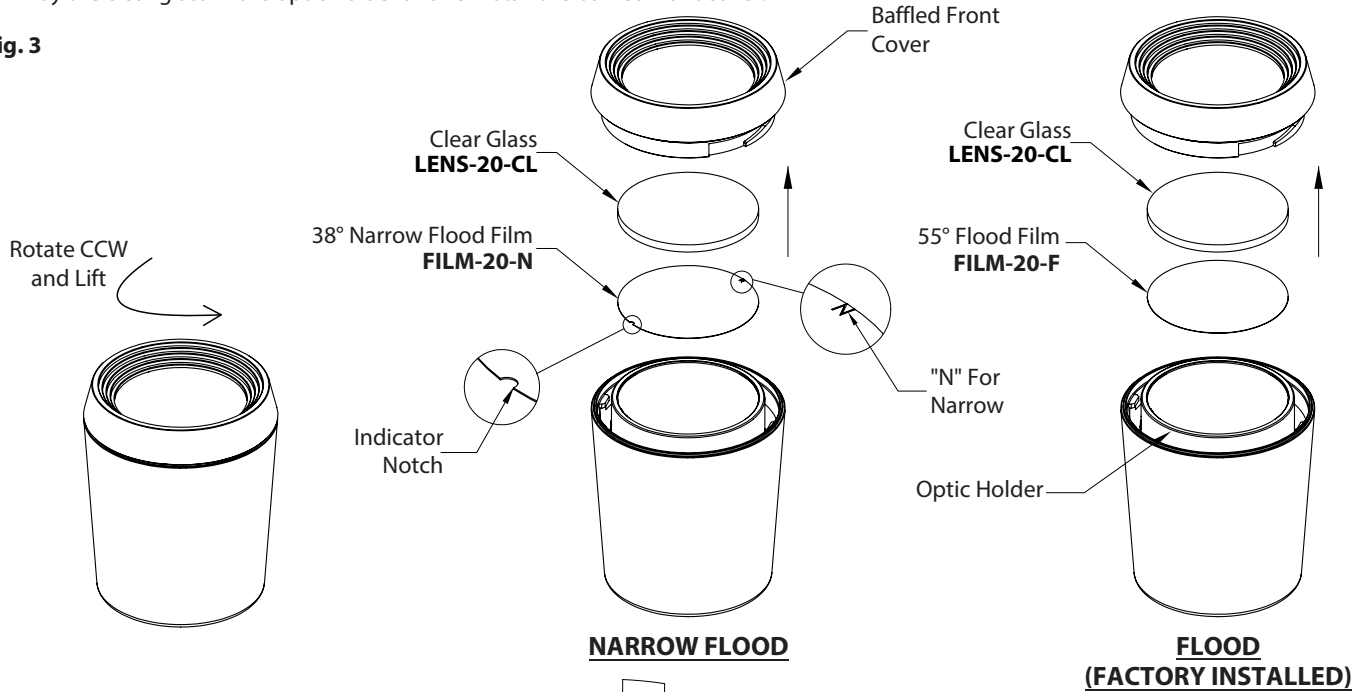 ig. 3
Baffled Front
Cover
Clear Glass
LENS-20-CL
38° Narrow Flood Film
FILM-20-N
Rotate CCW
and Lift
Indicator
Notch
N
"N" For
Narrow
NARROW FLOOD
Clear Glass
LENS-20-CL
55° Flood Film
FILM-20-F
Optic Holder
FLOOD
(FACTORY INSTALLED)